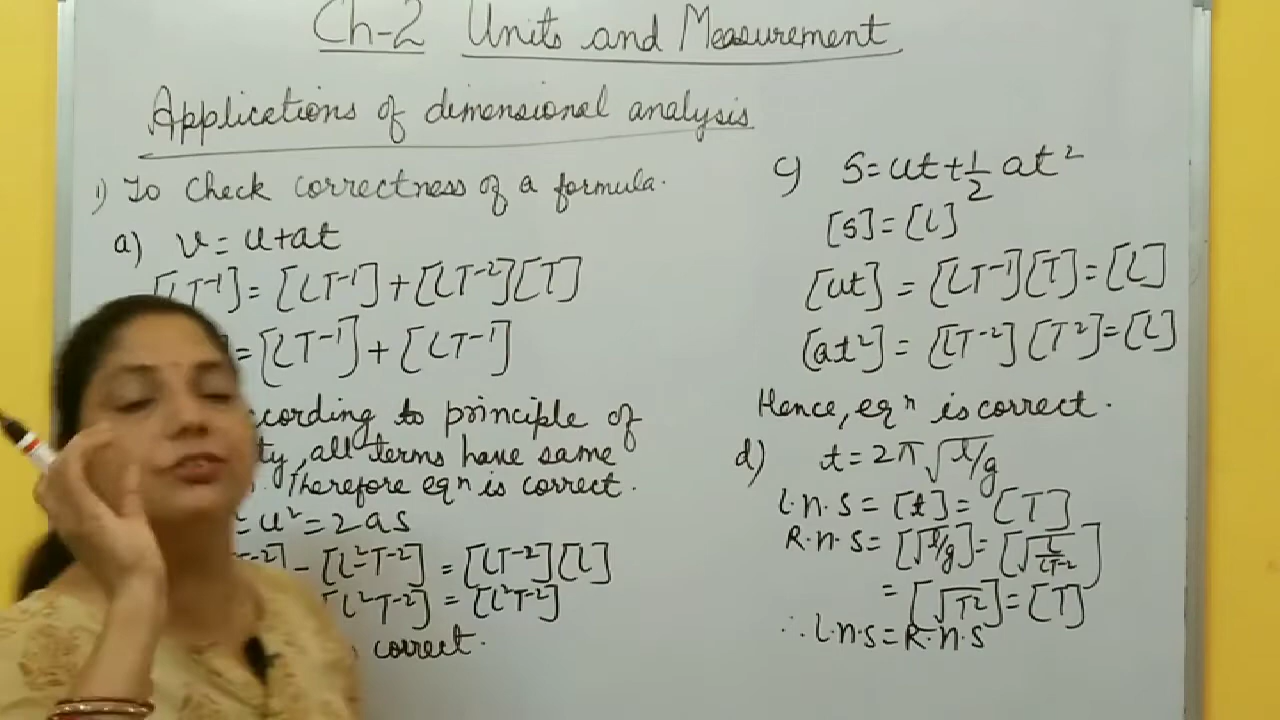 Ch-2 Units and Measurement
Applications of dimensional analysis
1) To Check correctness of a formula.
a) v = u+at
[LT⁻¹] = [LT⁻¹] + [LT⁻²][T]
= [LT⁻¹] + [LT⁻¹]
cording to principle of
ty, all terms have same
. Therefore eqⁿ is correct.
= u² = 2as
⁻²] - [L²T⁻²] = [LT⁻²][L]
[L²T⁻²] = [L²T⁻²]
correct.
c) S = ut + 1/2 at²
[s] = [L]
[ut] = [LT⁻¹][T] = [L]
[at²] = [LT⁻²][T²] = [L]
Hence, eqⁿ is correct.
d) t = 2π √l/g
L.n.S = [t] = [T]
R.n.S = [√l/g] = [√L/LT⁻²]
= [√T²] = [T]
∴ L.n.S = R.n.S